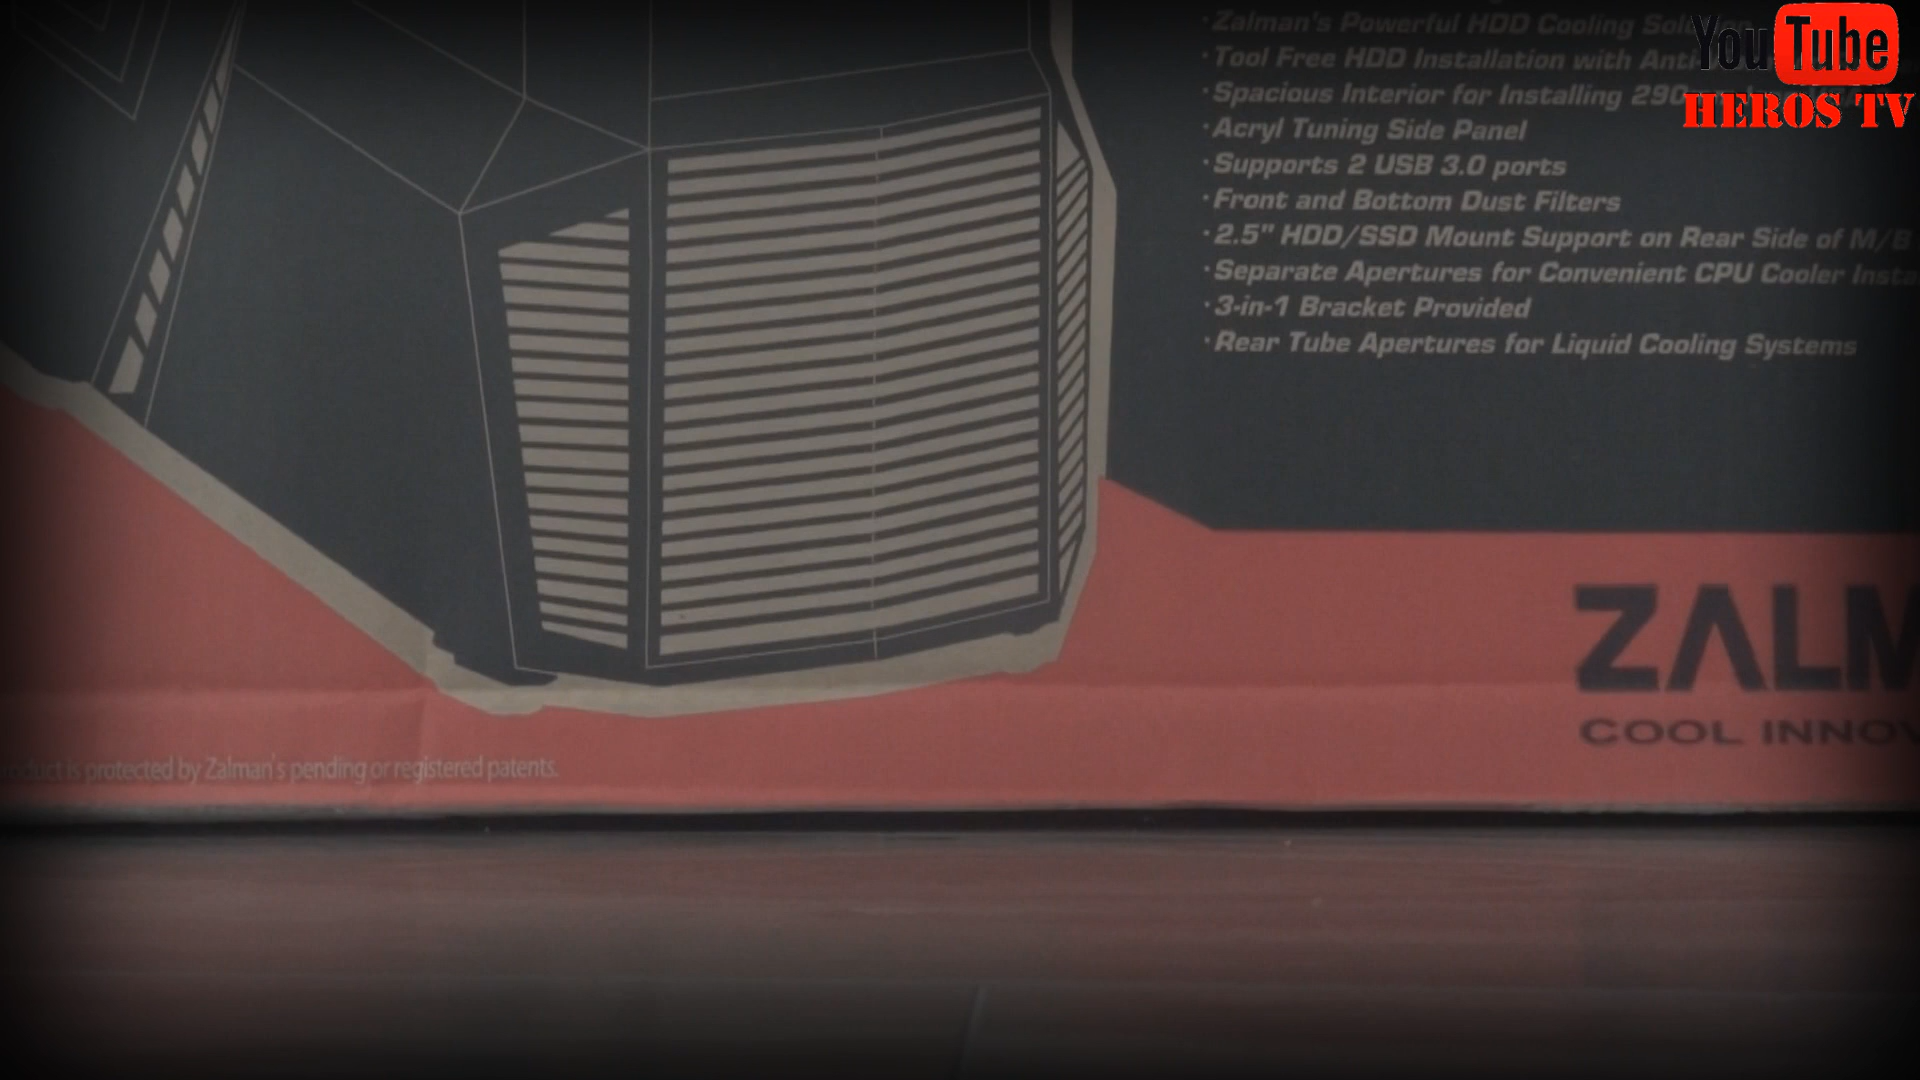 Zalman's Powerful HDD Cooling
Tool Free HDD Installation with
Spacious Interior for Installing 290
·Acryl Tuning Side Panel
·Supports 2 USB 3.0 ports
·Front and Bottom Dust Filters
·2.5" HDD/SSD Mount Support on Rear Side of M/B
·Separate Apertures for Convenient CPU Cooler
·3-in-1 Bracket Provided
·Rear Tube Apertures for Liquid Cooling Systems
YouTube
HEROS TV
ZALM
COOL INNOV
is protected by Zalman's pending or registered patents.